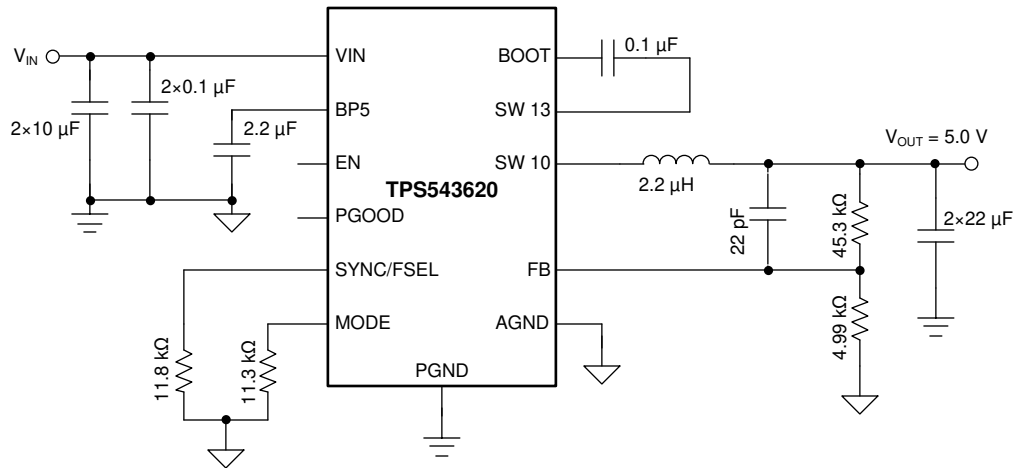 V_IN
2×10 µF
2×0.1 µF
2.2 µF
VIN
BP5
EN
PGOOD
SYNC/FSEL
MODE
TPS543620
PGND
BOOT
SW 13
SW 10
FB
AGND
0.1 µF
2.2 µH
V_OUT = 5.0 V
22 pF
45.3 kΩ
2×22 µF
4.99 kΩ
11.8 kΩ
11.3 kΩ